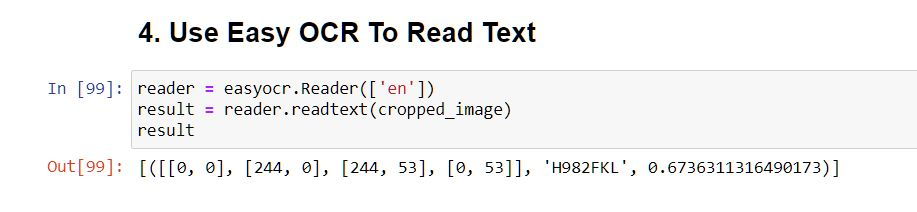 4. Use Easy OCR To Read Text
In [99]: reader = easyocr.Reader(['en'])
result = reader.readtext(cropped_image)
result
Out[99]: [([[0, 0], [244, 0], [244, 53], [0, 53]], 'H982FKL', 0.6736311316490173)]